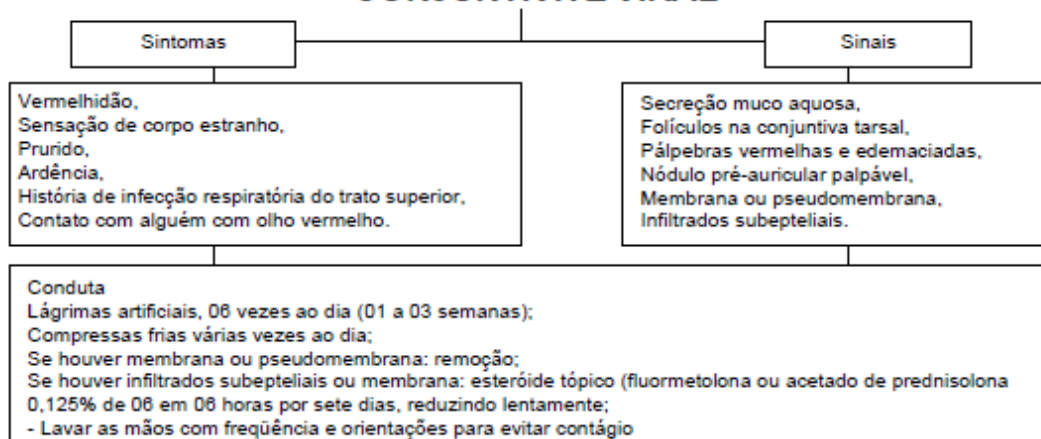 CONJUNTIVITE VIRAL
Sintomas
Sinais
Vermelhidão,
Sensação de corpo estranho,
Prurido,
Ardência,
História de infecção respiratória do trato superior,
Contato com alguém com olho vermelho.
Secreção muco aquosa,
Folículos na conjuntiva tarsal,
Pálpebras vermelhas e edemaciadas,
Nódulo pré-auricular palpável,
Membrana ou pseudomembrana,
Infiltrados subepteliais.
Conduta
Lágrimas artificiais, 06 vezes ao dia (01 a 03 semanas);
Compressas frias várias vezes ao dia;
Se houver membrana ou pseudomembrana: remoção;
Se houver infiltrados subepteliais ou membrana: esteróide tópico (fluormetolona ou acetado de prednisolona
0,125% de 06 em 06 horas por sete dias, reduzindo lentamente;
- Lavar as mãos com freqüência e orientações para evitar contágio